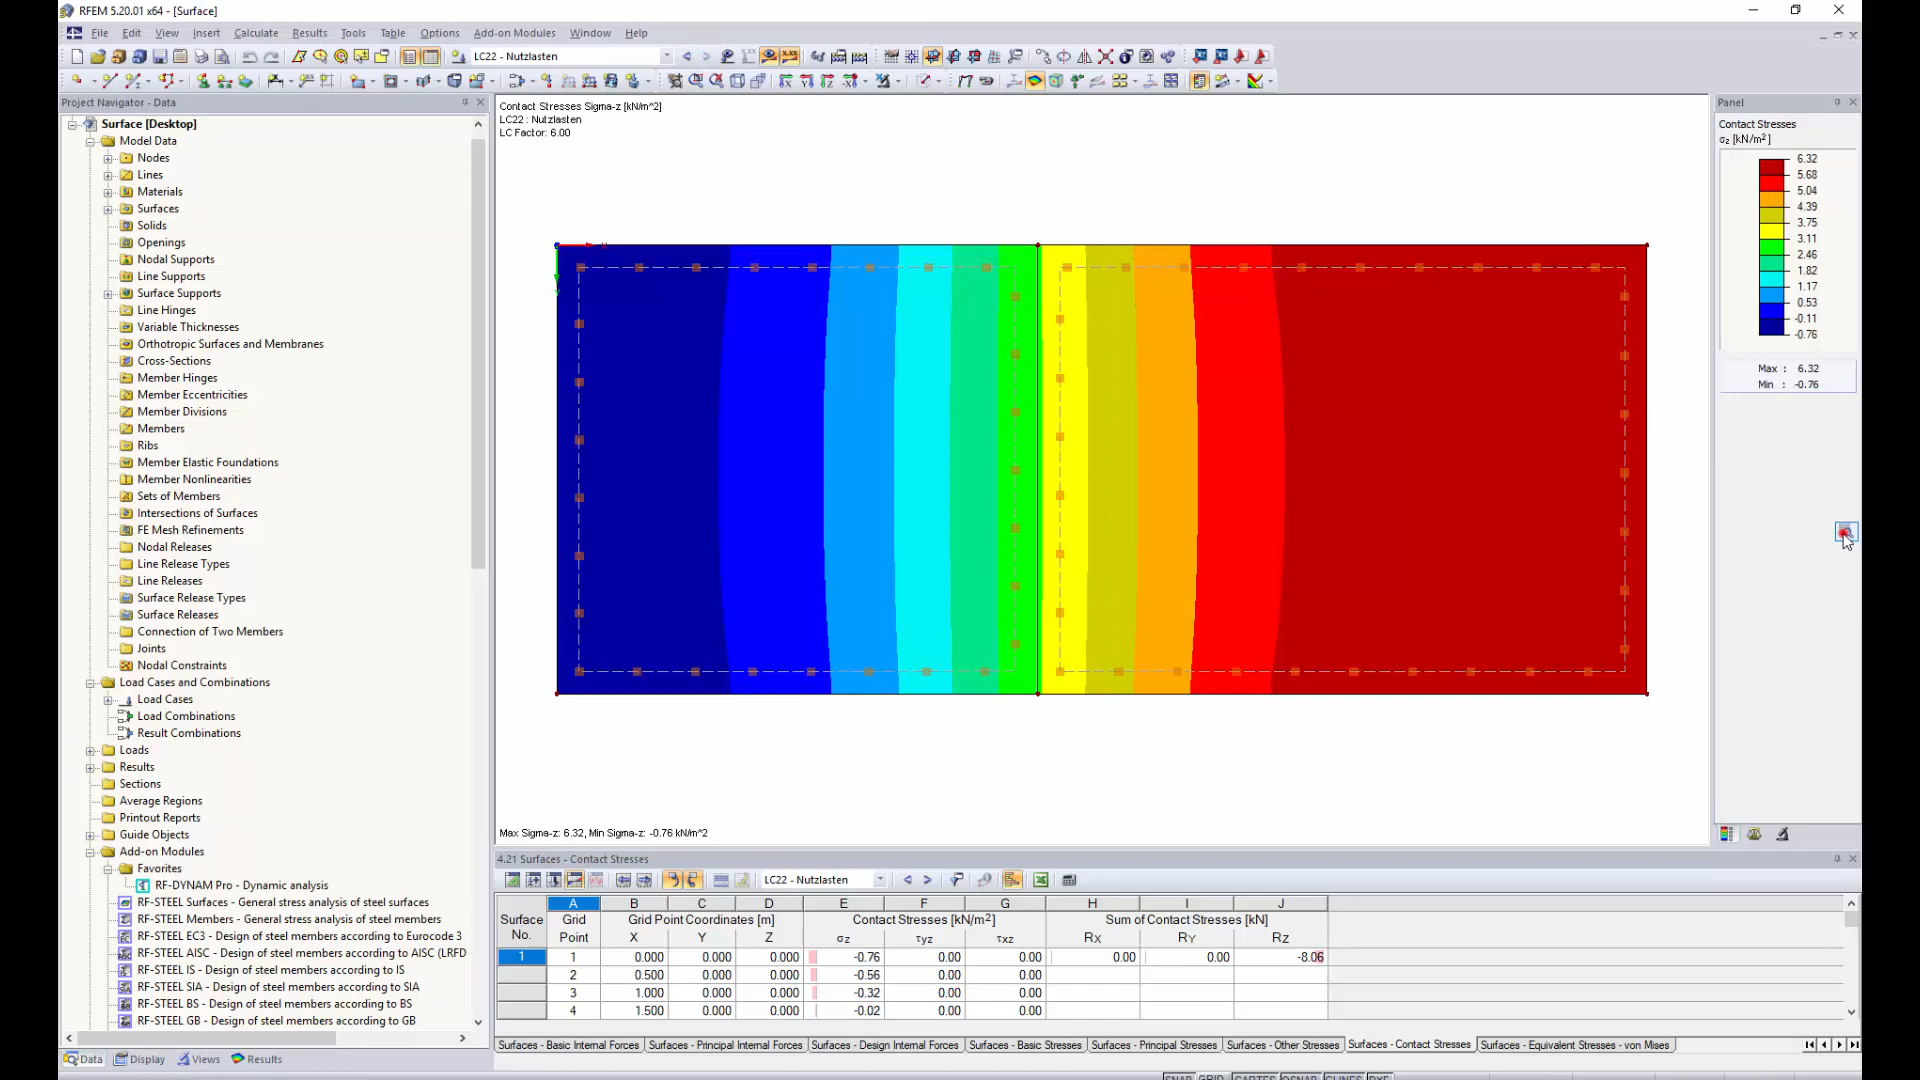 RFEM 5.20.01 x64 - [Surface]
File Edit View Insert Calculate Results Tools Table Options Add-on Modules Window Help
LC22 - Nutzlasten
Project Navigator - Data
Surface [Desktop]
Model Data
Nodes
Lines
Materials
Surfaces
Solids
Openings
Nodal Supports
Line Supports
Surface Supports
Line Hinges
Variable Thicknesses
Orthotropic Surfaces and Membranes
Cross-Sections
Member Hinges
Member Eccentricities
Member Divisions
Members
Ribs
Member Elastic Foundations
Member Nonlinearities
Sets of Members
Intersections of Surfaces
FE Mesh Refinements
Nodal Releases
Line Release Types
Line Releases
Surface Release Types
Surface Releases
Connection of Two Members
Joints
Nodal Constraints
Load Cases and Combinations
Load Cases
Load Combinations
Result Combinations
Loads
Results
Sections
Average Regions
Printout Reports
Guide Objects
Add-on Modules
Favorites
RF-DYNAM Pro - Dynamic analysis
RF-STEEL Surfaces - General stress analysis of steel surfaces
RF-STEEL Members - General stress analysis of steel members
RF-STEEL EC3 - Design of steel members according to Eurocode 3
RF-STEEL AISC - Design of steel members according to AISC (LRFD
RF-STEEL IS - Design of steel members according to IS
RF-STEEL SIA - Design of steel members according to SIA
RF-STEEL BS - Design of steel members according to BS
RF-STEEL GB - Design of steel members according to GB
Data Display Views Results
Contact Stresses Sigma-z [kN/m^2]
LC22 : Nutzlasten
LC Factor: 6.00
Max Sigma-z: 6.32, Min Sigma-z: -0.76 kN/m^2
Panel
Contact Stresses
σz [kN/m²]
6.32
5.68
5.04
4.39
3.75
3.11
2.46
1.82
1.17
0.53
-0.11
-0.76
Max : 6.32
Min : -0.76
4.21 Surfaces - Contact Stresses
LC22 - Nutzlasten
A B C D E F G H I J
Surface Grid Grid Point Coordinates [m] Contact Stresses [kN/m²] Sum of Contact Stresses [kN]
No. Point X Y Z σz τyz τxz RX RY RZ
1 1 0.000 0.000 0.000 -0.76 0.00 0.00 0.00 0.00 -8.06
2 0.500 0.000 0.000 -0.56 0.00 0.00
3 1.000 0.000 0.000 -0.32 0.00 0.00
4 1.500 0.000 0.000 -0.02 0.00 0.00
Surfaces - Basic Internal Forces Surfaces - Principal Internal Forces Surfaces - Design Internal Forces Surfaces - Basic Stresses Surfaces - Principal Stresses Surfaces - Other Stresses Surfaces - Contact Stresses Surfaces - Equivalent Stresses - von Mises
SNAP GRID CARTES OSNAP GLINES DXF